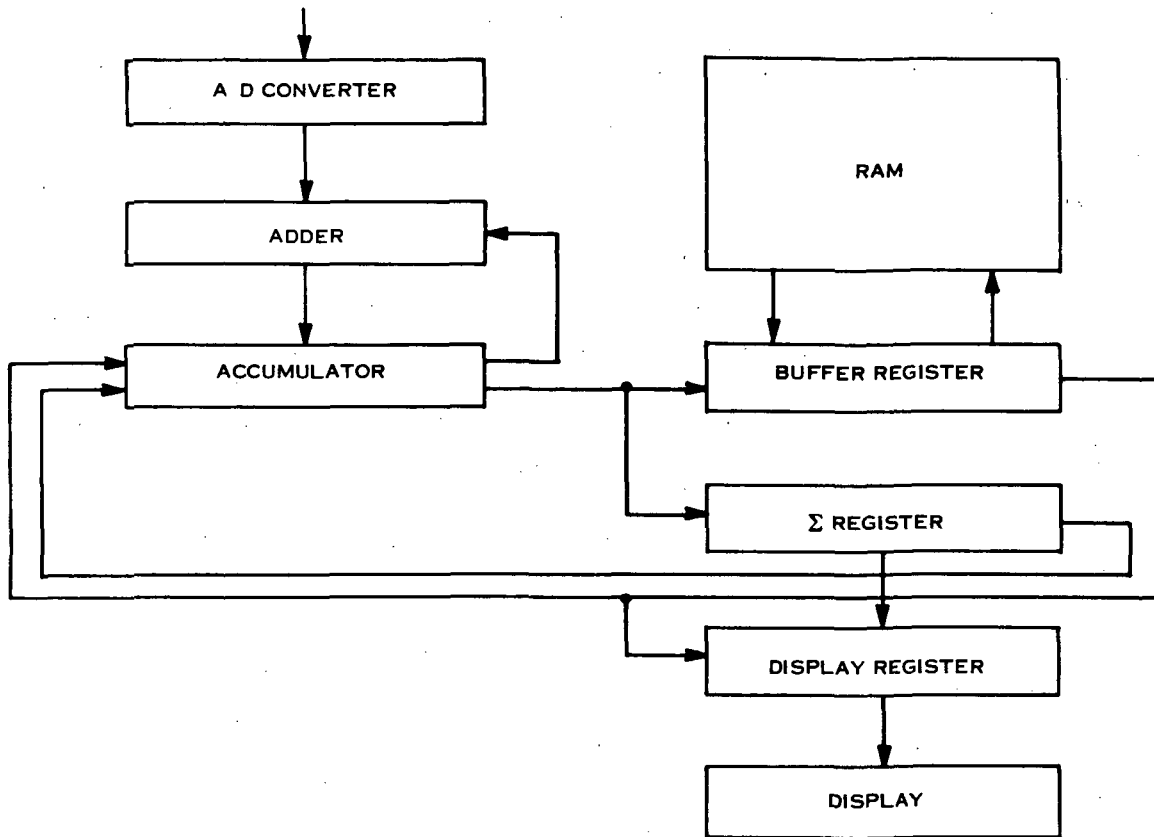 A D CONVERTER
RAM
ADDER
ACCUMULATOR
BUFFER REGISTER
Σ REGISTER
DISPLAY REGISTER
DISPLAY